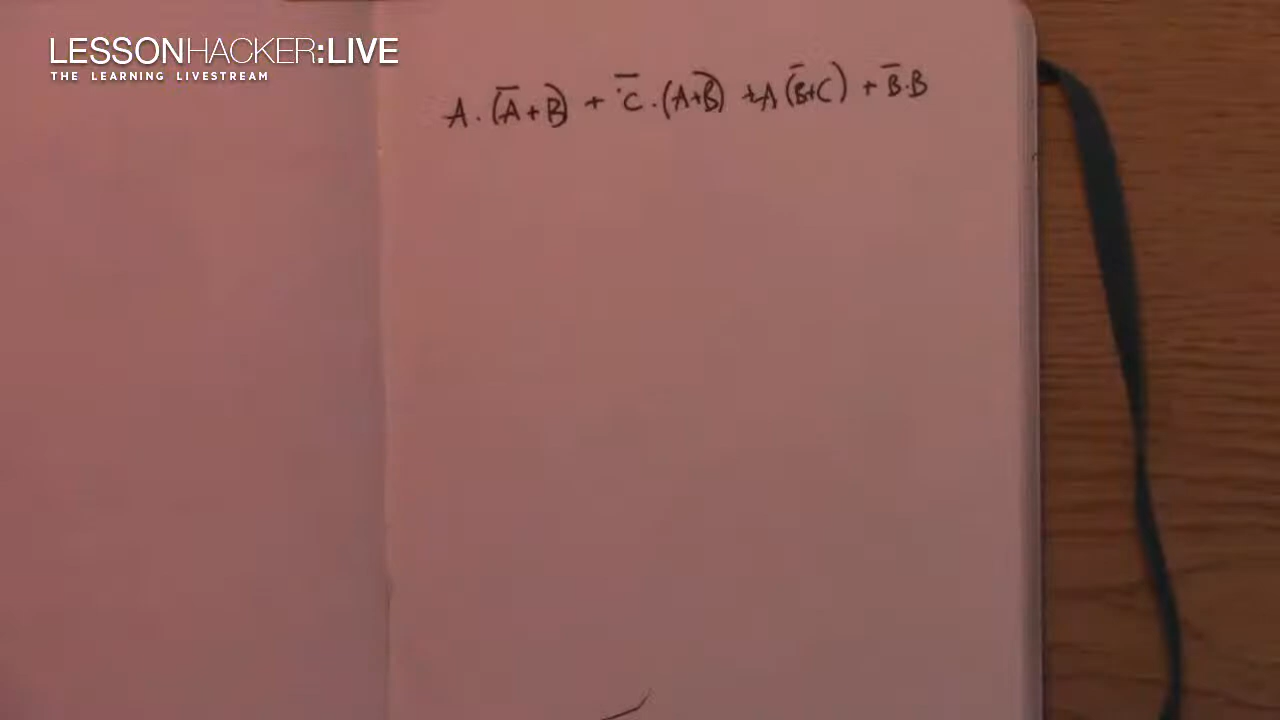 LESSONHACKER:LIVE
THE LEARNING LIVESTREAM
A · (A̅ + B) + C̅ · (A + B̅) + A (B̅ + C) + B̅ · B